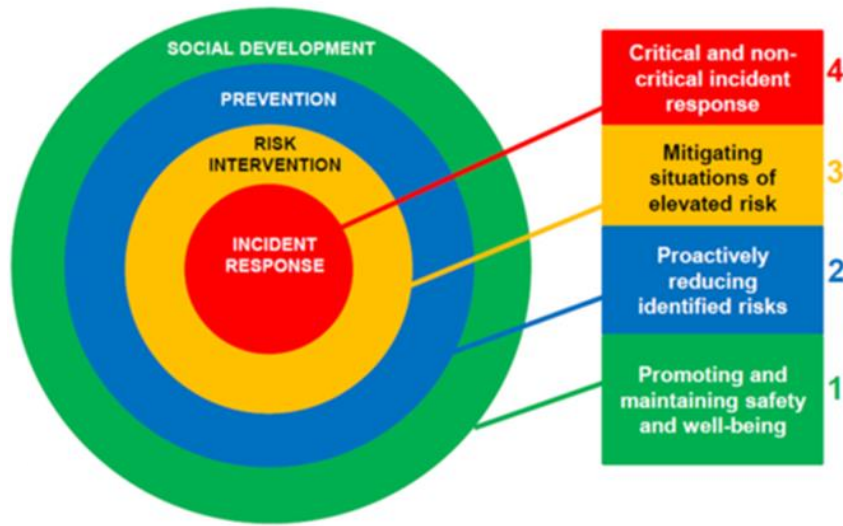 SOCIAL DEVELOPMENT
PREVENTION
RISK
INTERVENTION
INCIDENT
RESPONSE
Critical and non-
critical incident
response
4
Mitigating
situations of
elevated risk
3
Proactively
reducing
identified risks
2
Promoting and
maintaining safety
and well-being
1